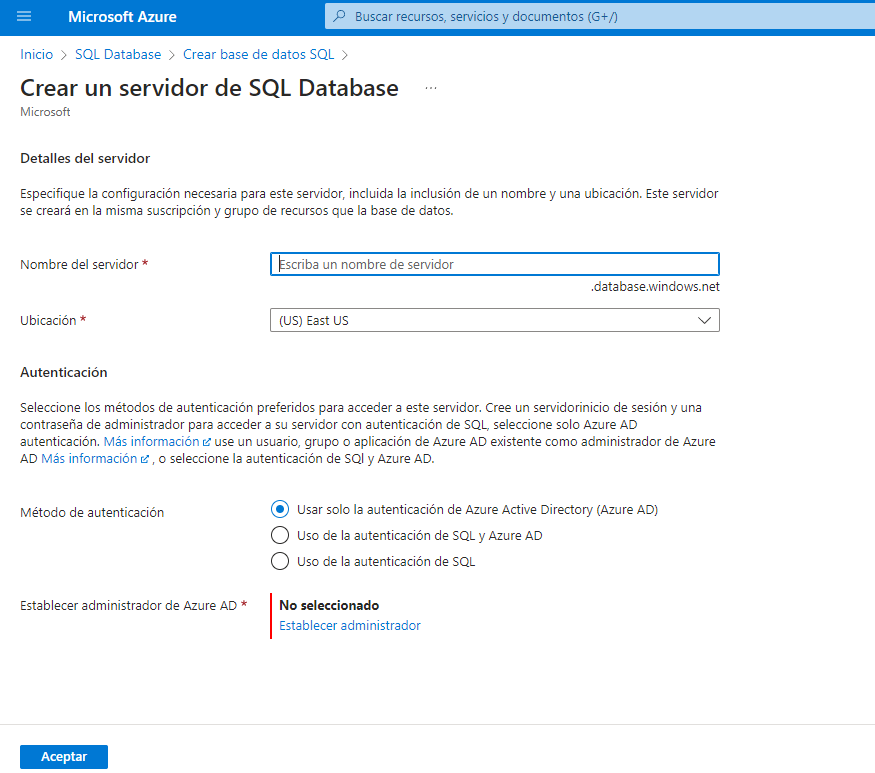 Microsoft Azure
Buscar recursos, servicios y documentos (G+/)
Inicio > SQL Database > Crear base de datos SQL >
Crear un servidor de SQL Database ...
Microsoft
Detalles del servidor
Especifique la configuración necesaria para este servidor, incluida la inclusión de un nombre y una ubicación. Este servidor
se creará en la misma suscripción y grupo de recursos que la base de datos.
Nombre del servidor *
Escriba un nombre de servidor
.database.windows.net
Ubicación *
(US) East US
Autenticación
Seleccione los métodos de autenticación preferidos para acceder a este servidor. Cree un servidorinicio de sesión y una
contraseña de administrador para acceder a su servidor con autenticación de SQL, seleccione solo Azure AD
autenticación. Más información use un usuario, grupo o aplicación de Azure AD existente como administrador de Azure
AD Más información , o seleccione la autenticación de SQl y Azure AD.
Método de autenticación
Usar solo la autenticación de Azure Active Directory (Azure AD)
Uso de la autenticación de SQL y Azure AD
Uso de la autenticación de SQL
Establecer administrador de Azure AD *
No seleccionado
Establecer administrador
Aceptar